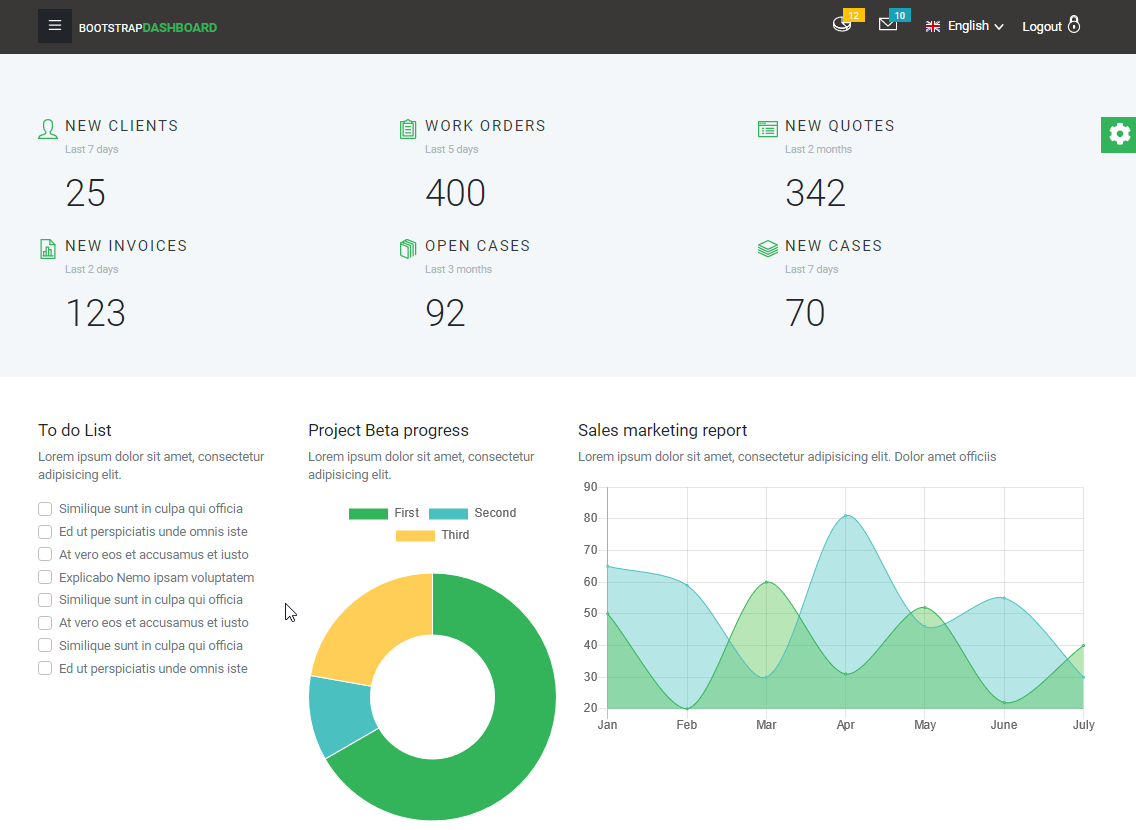 BOOTSTRAPDASHBOARD
12
10
English
Logout
NEW CLIENTS
Last 7 days
25
WORK ORDERS
Last 5 days
400
NEW QUOTES
Last 2 months
342
NEW INVOICES
Last 2 days
123
OPEN CASES
Last 3 months
92
NEW CASES
Last 7 days
70
To do List
Lorem ipsum dolor sit amet, consectetur
adipisicing elit.
Similique sunt in culpa qui officia
Ed ut perspiciatis unde omnis iste
At vero eos et accusamus et iusto
Explicabo Nemo ipsam voluptatem
Similique sunt in culpa qui officia
At vero eos et accusamus et iusto
Similique sunt in culpa qui officia
Ed ut perspiciatis unde omnis iste
Project Beta progress
Lorem ipsum dolor sit amet, consectetur
adipisicing elit.
First Second
Third
Sales marketing report
Lorem ipsum dolor sit amet, consectetur adipisicing elit. Dolor amet officiis
90
80
70
60
50
40
30
20
Jan Feb Mar Apr May June July